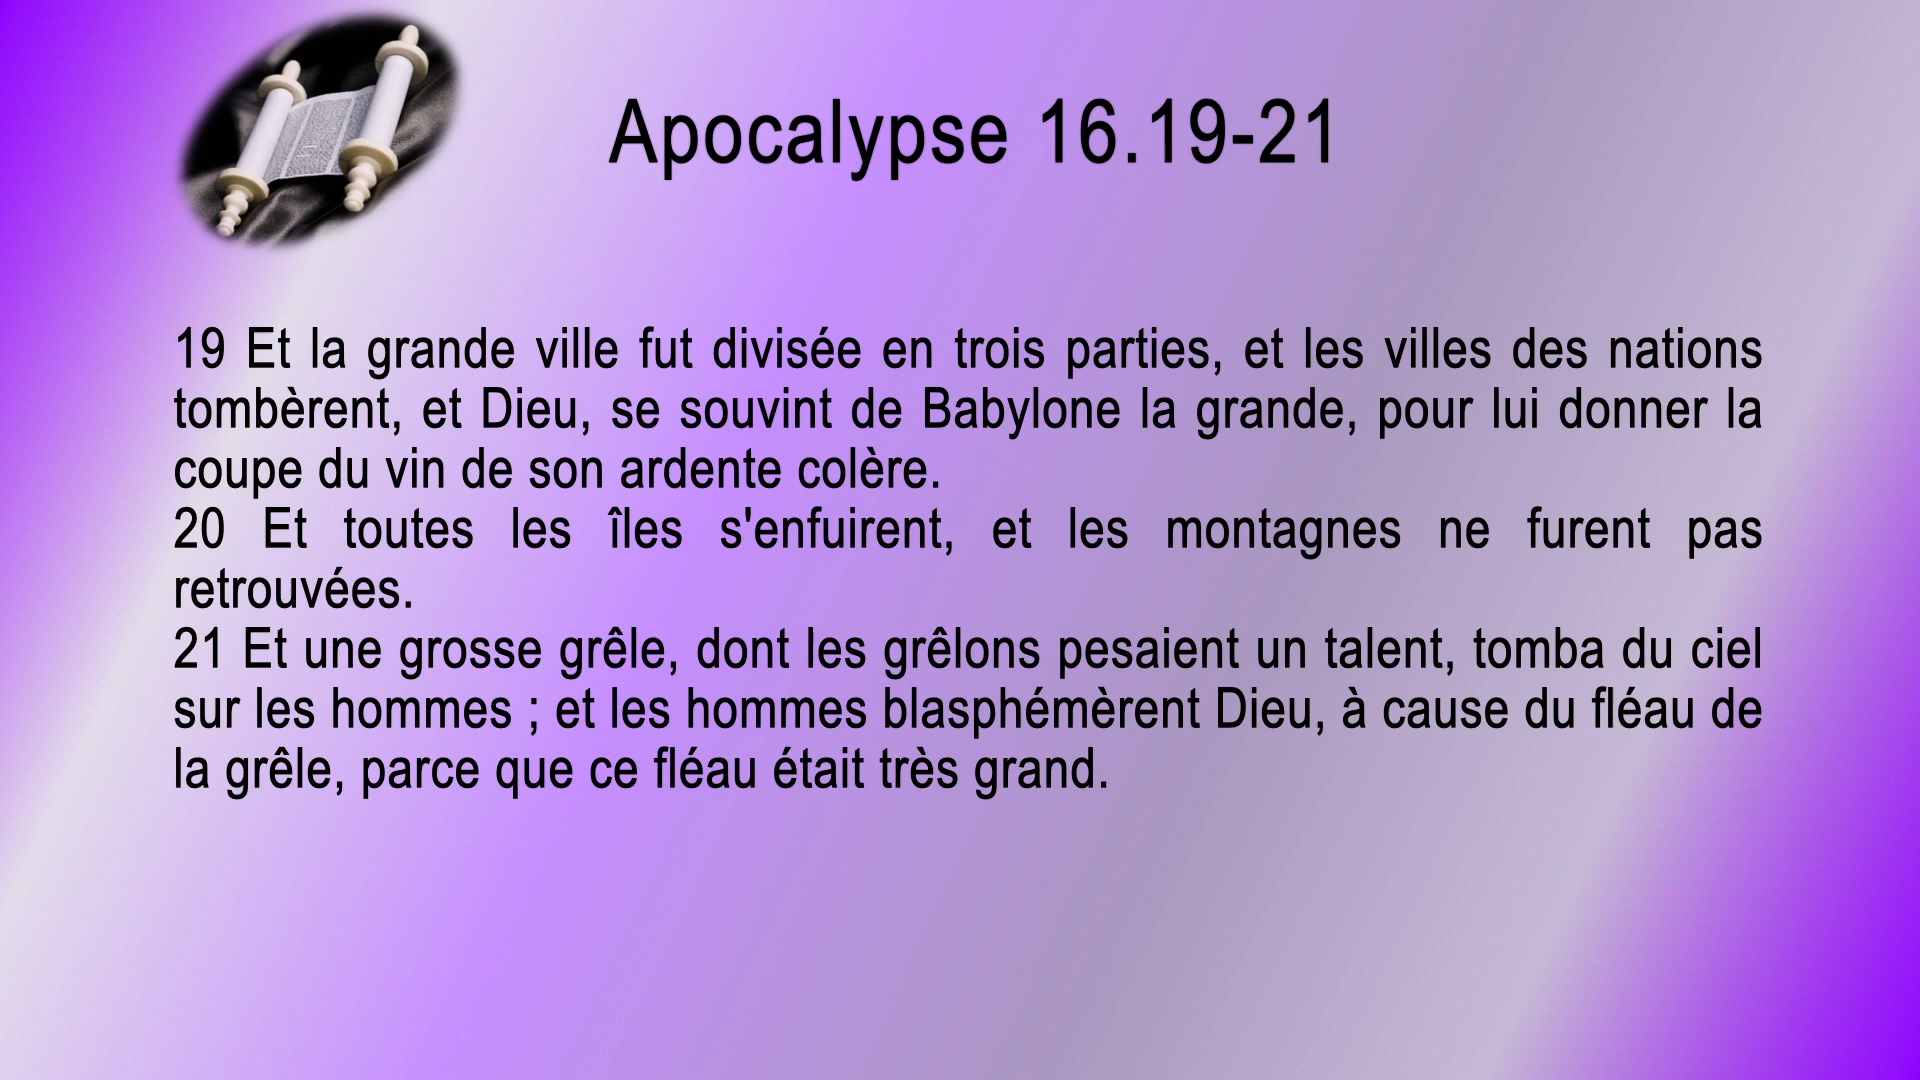 Apocalypse 16.19-21
19 Et la grande ville fut divisée en trois parties, et les villes des nations
tombèrent, et Dieu, se souvint de Babylone la grande, pour lui donner la
coupe du vin de son ardente colère.
20 Et toutes les îles s'enfuirent, et les montagnes ne furent pas
retrouvées.
21 Et une grosse grêle, dont les grêlons pesaient un talent, tomba du ciel
sur les hommes ; et les hommes blasphémèrent Dieu, à cause du fléau de
la grêle, parce que ce fléau était très grand.